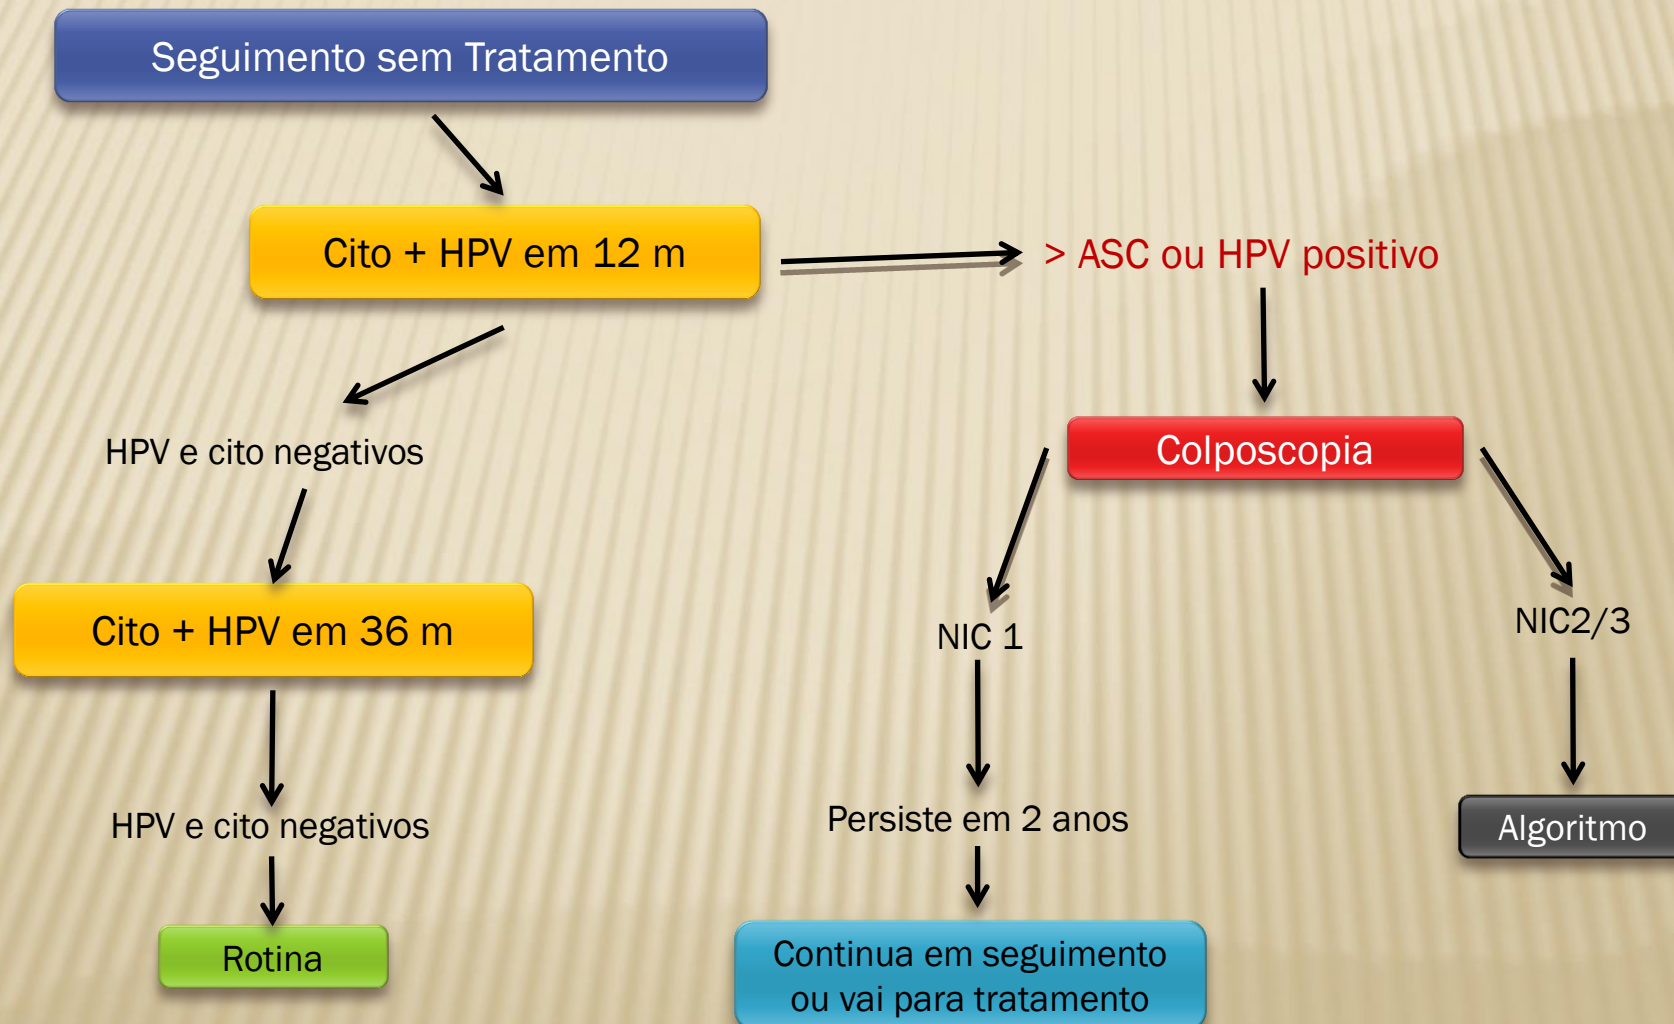 Seguimento sem Tratamento
Cito + HPV em 12 m
> ASC ou HPV positivo
HPV e cito negativos
Colposcopia
Cito + HPV em 36 m
NIC 1
NIC2/3
HPV e cito negativos
Persiste em 2 anos
Algoritmo
Rotina
Continua em seguimento
ou vai para tratamento